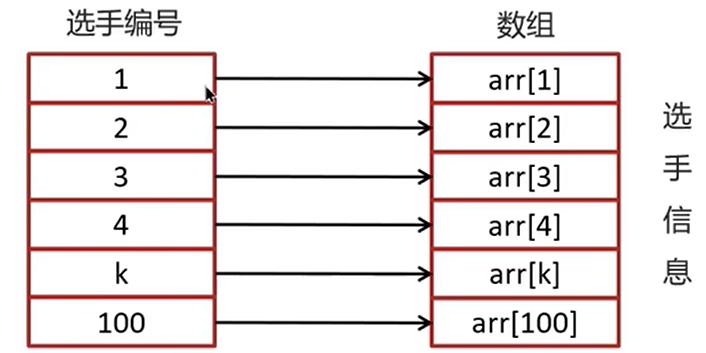 选手编号 数组
1 arr[1]
2 arr[2]
3 arr[3]
4 arr[4]
k arr[k]
100 arr[100]
选
手
信
息